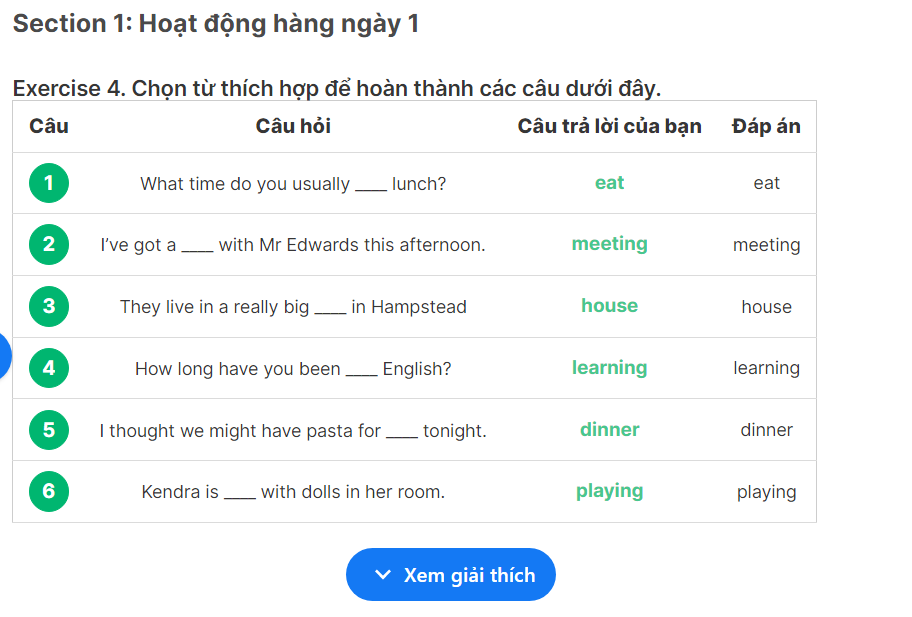 Section 1: Hoạt động hàng ngày 1
Exercise 4. Chọn từ thích hợp để hoàn thành các câu dưới đây.
Câu Câu hỏi Câu trả lời của bạn Đáp án
1 What time do you usually ____ lunch? eat eat
2 I’ve got a ____ with Mr Edwards this afternoon. meeting meeting
3 They live in a really big ____ in Hampstead house house
4 How long have you been ____ English? learning learning
5 I thought we might have pasta for ____ tonight. dinner dinner
6 Kendra is ____ with dolls in her room. playing playing
Xem giải thích